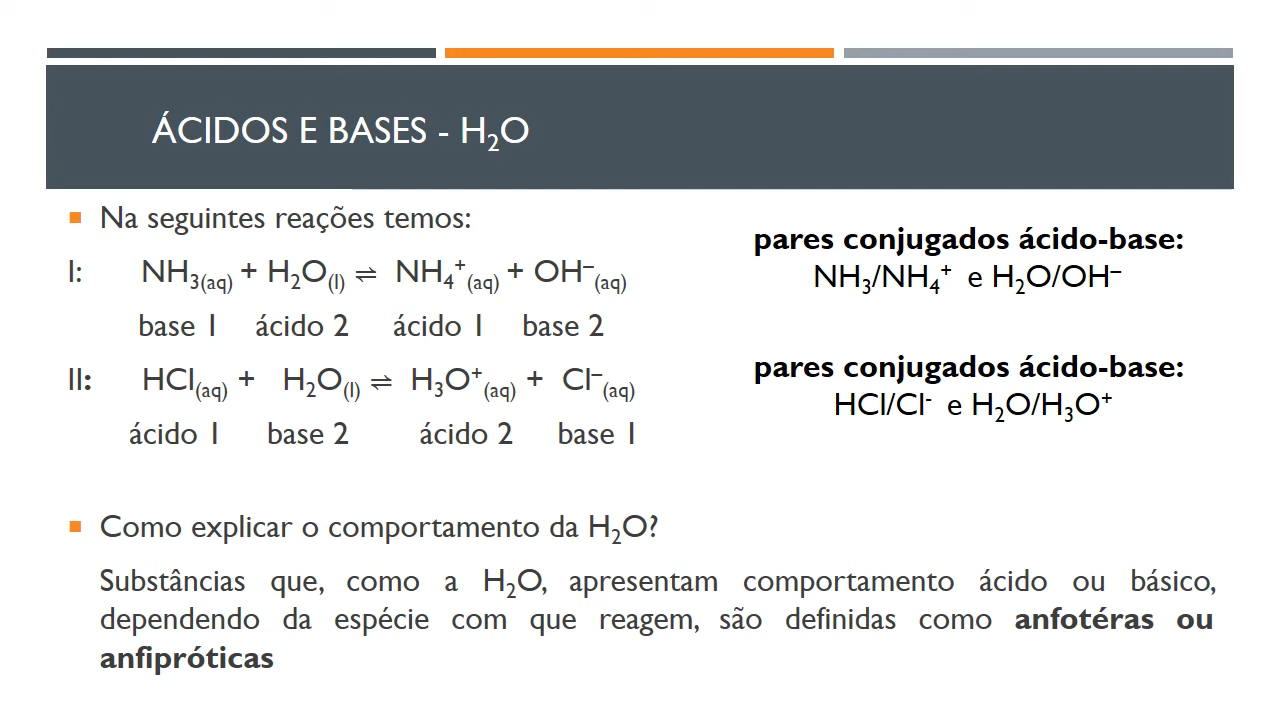 ÁCIDOS E BASES - H₂O
Na seguintes reações temos:
I: NH₃₍aq₎ + H₂O₍l₎ ⇌ NH₄⁺₍aq₎ + OH⁻₍aq₎
base 1 ácido 2 ácido 1 base 2
II: HCl₍aq₎ + H₂O₍l₎ ⇌ H₃O⁺₍aq₎ + Cl⁻₍aq₎
ácido 1 base 2 ácido 2 base 1
pares conjugados ácido-base:
NH₃/NH₄⁺ e H₂O/OH⁻
pares conjugados ácido-base:
HCl/Cl⁻ e H₂O/H₃O⁺
Como explicar o comportamento da H₂O?
Substâncias que, como a H₂O, apresentam comportamento ácido ou básico,
dependendo da espécie com que reagem, são definidas como anfotéras ou
anfipróticas